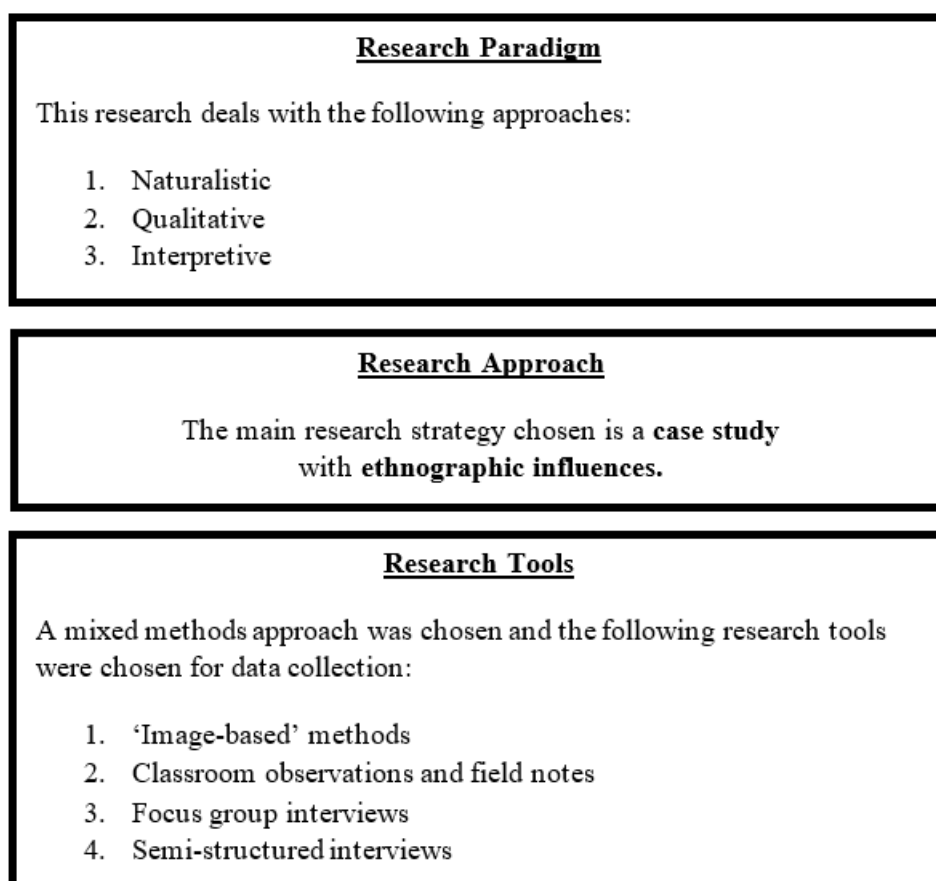 Research Paradigm
This research deals with the following approaches:
1. Naturalistic
2. Qualitative
3. Interpretive
Research Approach
The main research strategy chosen is a case study
with ethnographic influences.
Research Tools
A mixed methods approach was chosen and the following research tools
were chosen for data collection:
1. ‘Image-based’ methods
2. Classroom observations and field notes
3. Focus group interviews
4. Semi-structured interviews